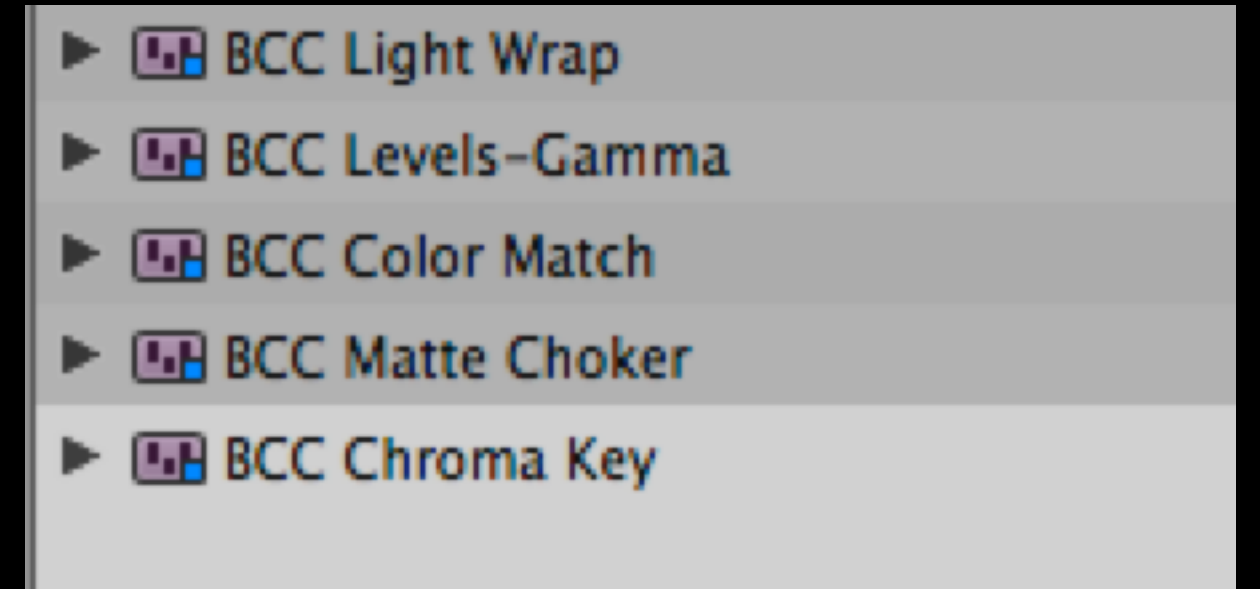 BCC Light Wrap
BCC Levels-Gamma
BCC Color Match
BCC Matte Choker
BCC Chroma Key